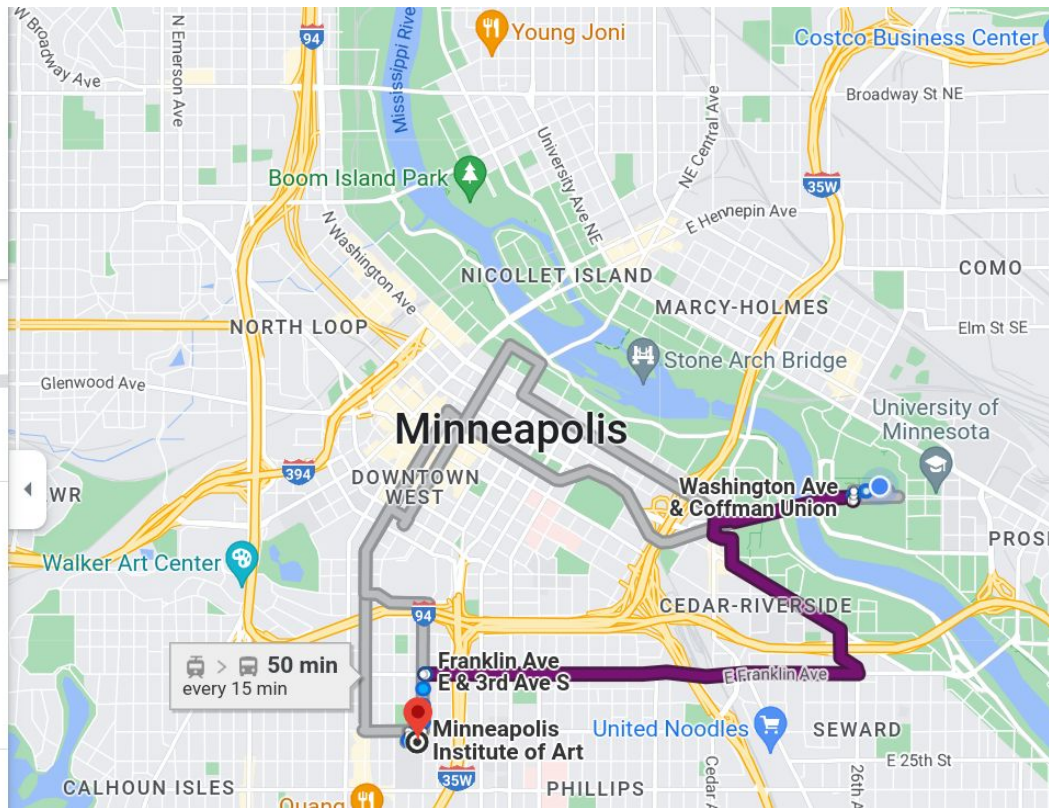 W Broadway Ave
N Emerson Ave
94
Mississippi River
Young Joni
Costco Business Center
Broadway St NE
University Ave NE
NE Central Ave
Boom Island Park
35W
E Hennepin Ave
N Washington Ave
NICOLLET ISLAND
COMO
MARCY-HOLMES
NORTH LOOP
Elm St SE
Stone Arch Bridge
Glenwood Ave
University of
Minnesota
Minneapolis
394
DOWNTOWN
WEST
WR
Washington Ave
& Coffman Union
PROS
Walker Art Center
CEDAR-RIVERSIDE
94
50 min
every 15 min
Franklin Ave
E & 3rd Ave S
E Franklin Ave
Minneapolis
Institute of Art
United Noodles
SEWARD
E 25th St
35W
CALHOUN ISLES
PHILLIPS
Cedar A
26th A
Quang